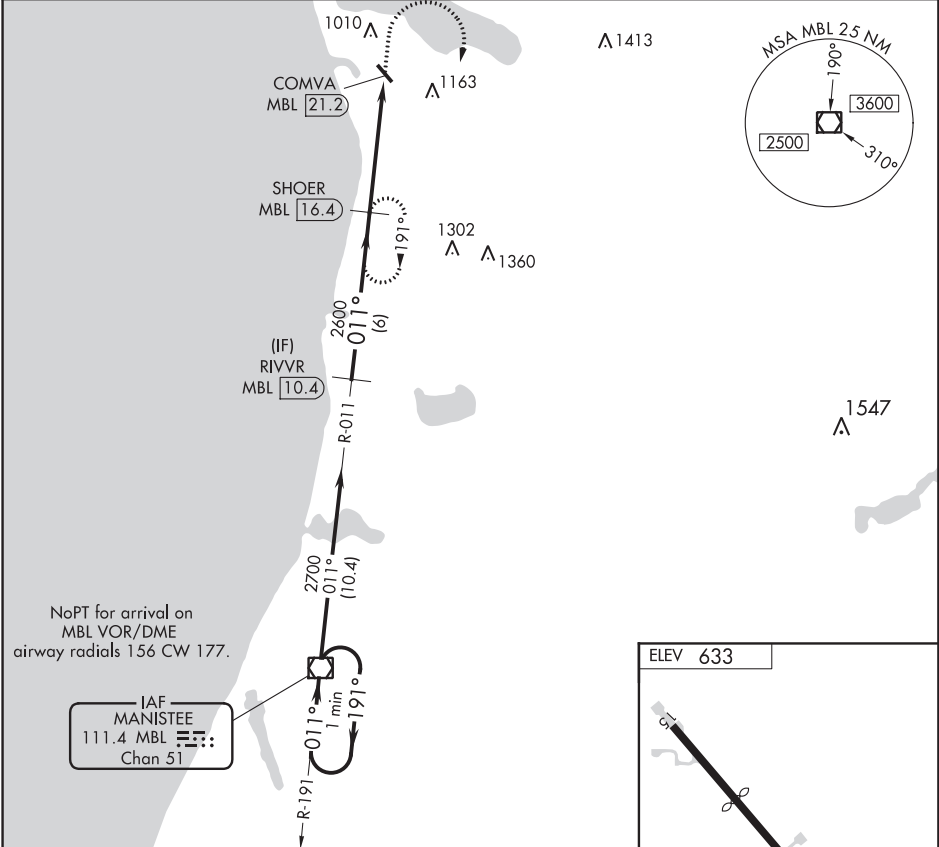 1010
1413
MSA MBL 25 NM
190°
3600
2500
310°
COMVA
MBL 21.2
1163
SHOER
MBL 16.4
191°
1302
1360
2600
011°
(6)
(IF)
RIVVR
MBL 10.4
R-011
1547
2700
011°
(10.4)
NoPT for arrival on
MBL VOR/DME
airway radials 156 CW 177.
IAF
MANISTEE
111.4 MBL
Chan 51
011°
1 min
191°
R-191
ELEV 633
15